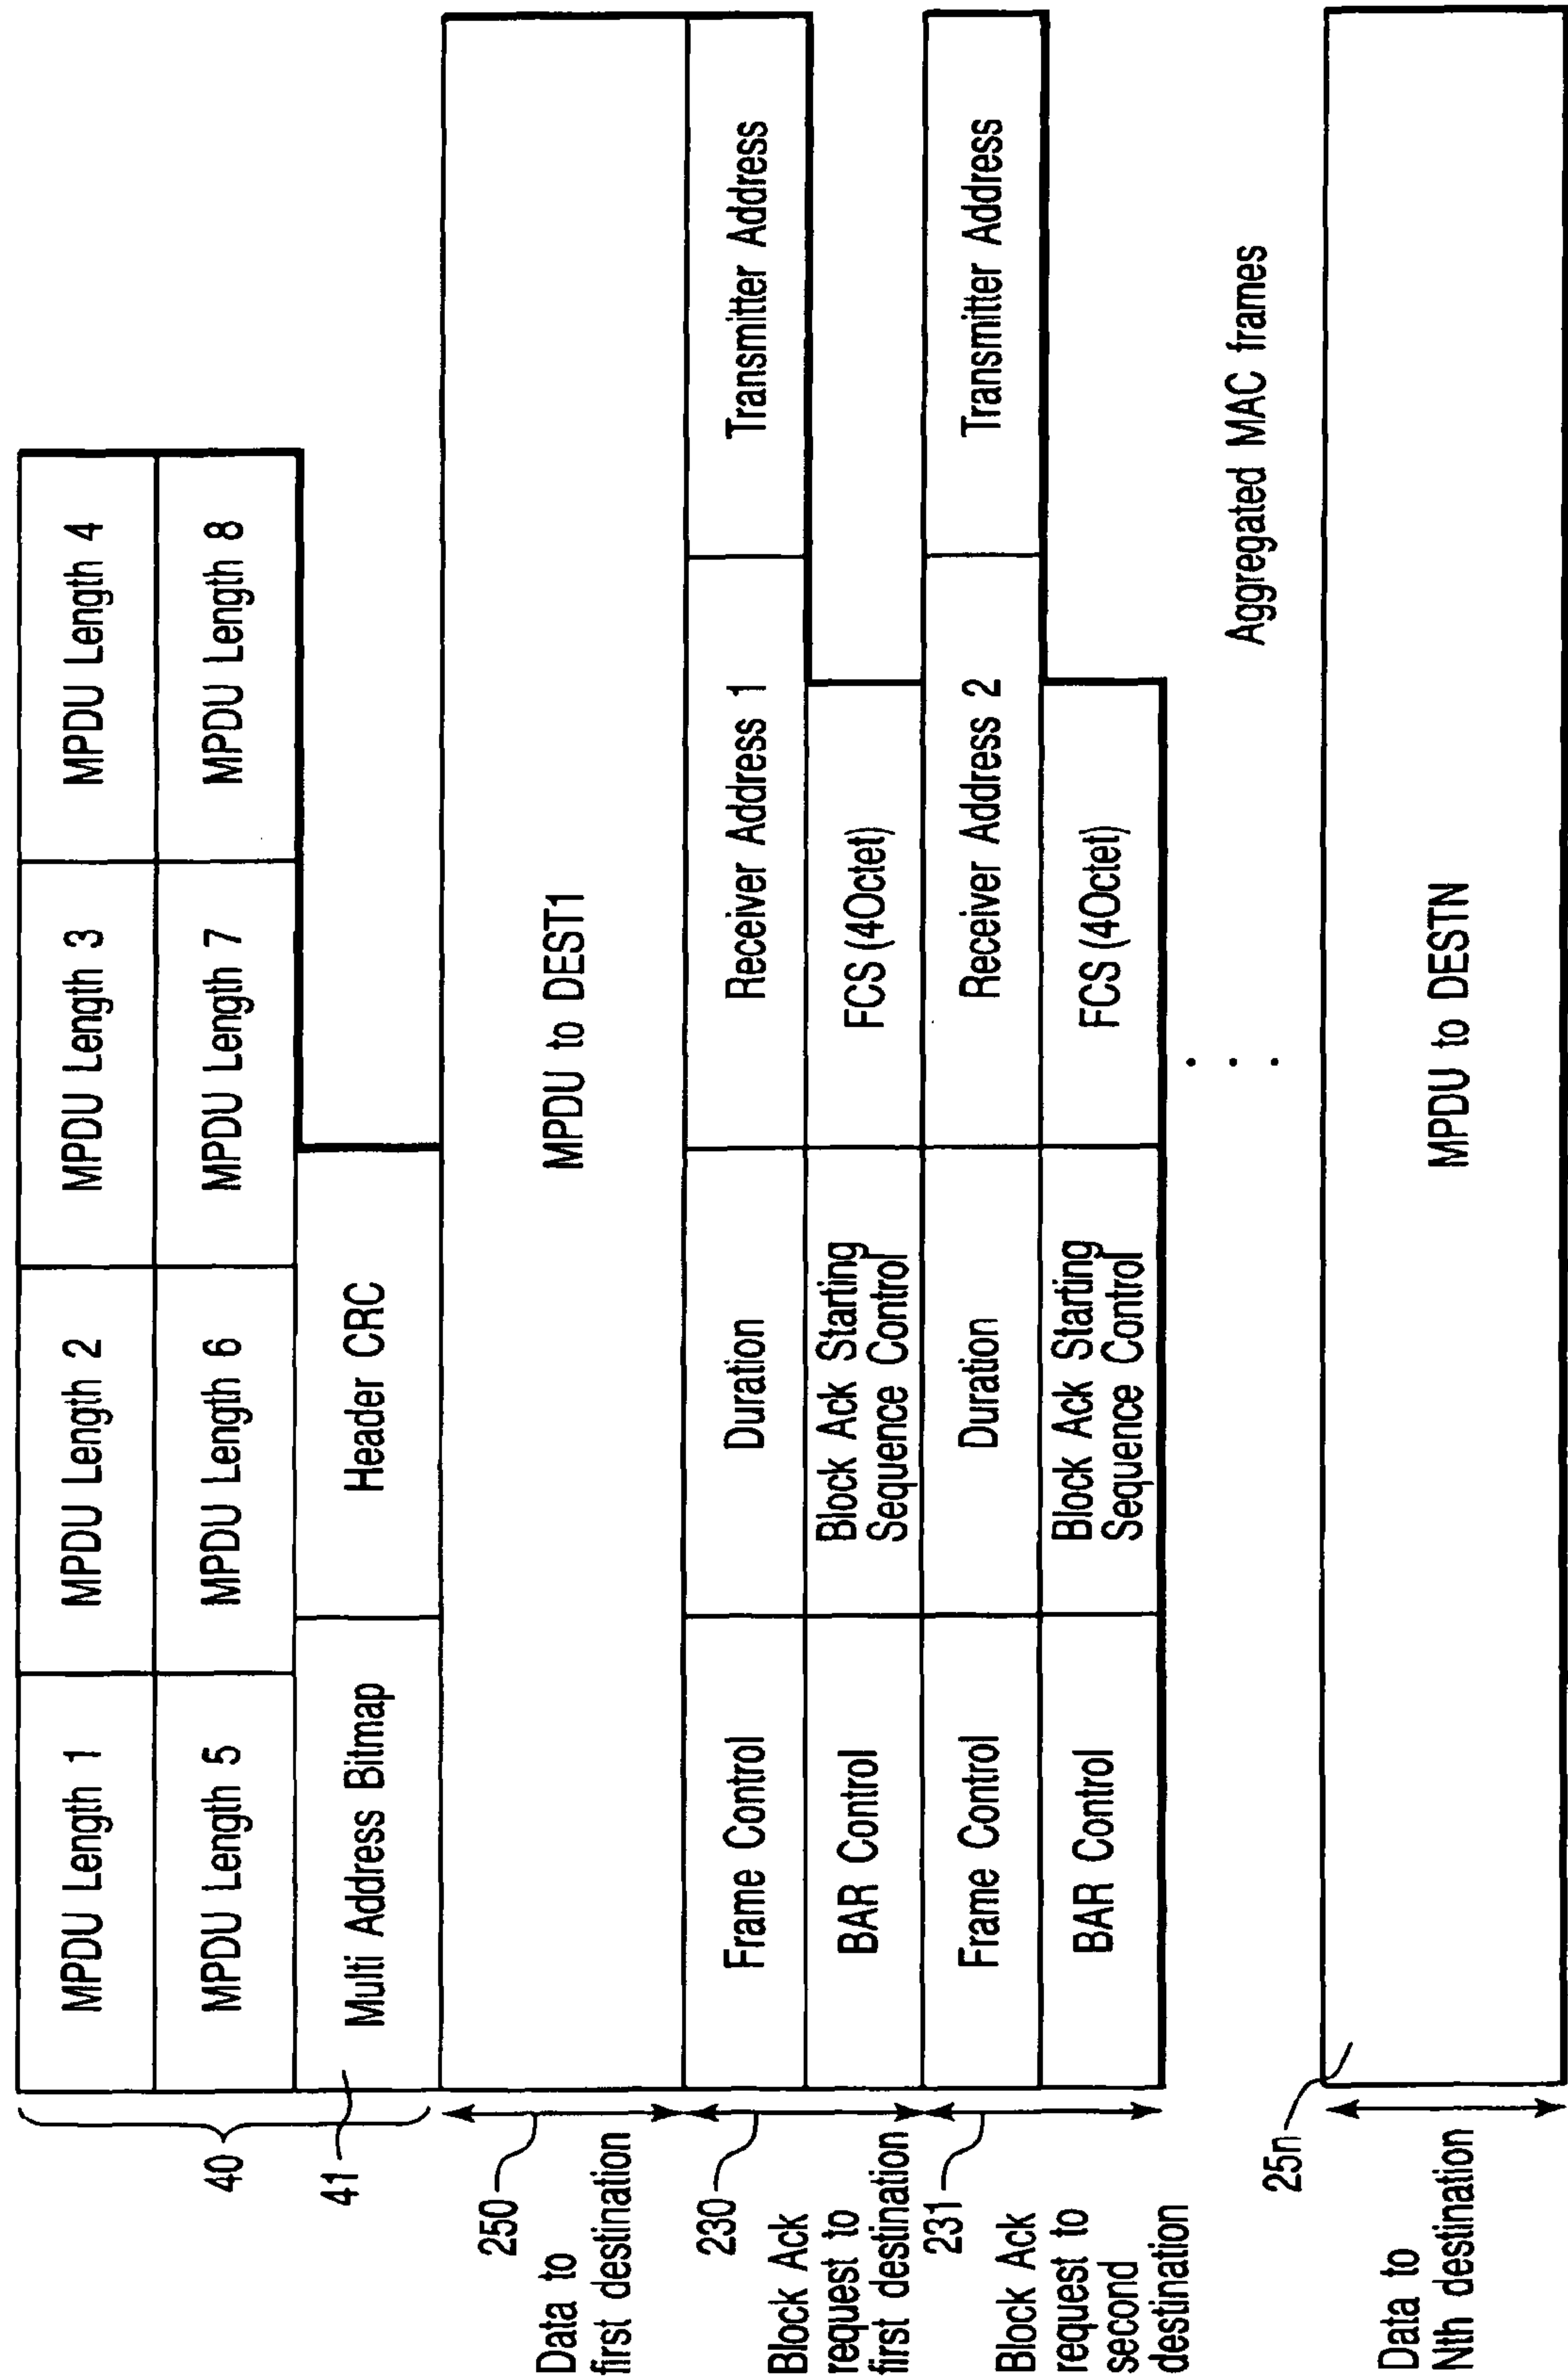 40
MPDU Length 1
MPDU Length 2
MPDU Length 3
MPDU Length 4
MPDU Length 5
MPDU Length 6
MPDU Length 7
MPDU Length 8
41
Multi Address Bitmap
Header CRC
250
Data to
first destination
MPDU to DEST1
230
Block Ack
request to
first destination
Frame Control
Duration
Receiver Address 1
Transmitter Address
BAR Control
Block Ack Starting
Sequence Control
FCS (4Octet)
231
Block Ack
request to
second
destination
Frame Control
Duration
Receiver Address 2
Transmitter Address
BAR Control
Block Ack Starting
Sequence Control
FCS (4Octet)
. . .
Aggregated MAC frames
25n
Data to
Nth destination
MPDU to DESTN